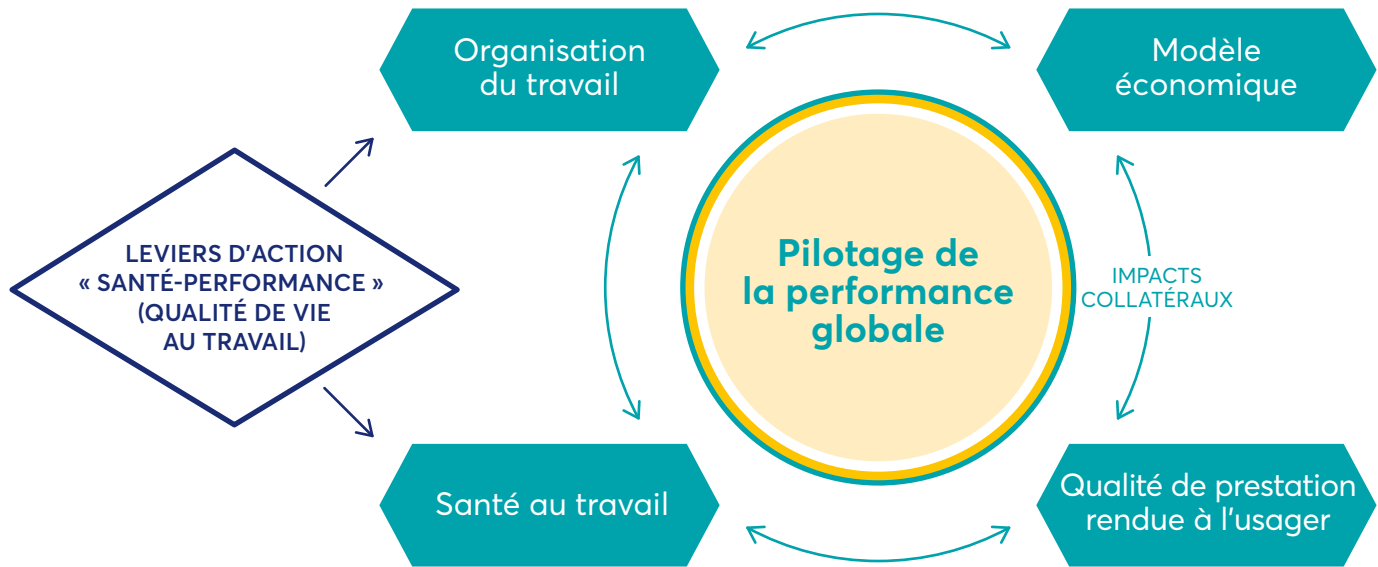 Organisation
du travail
Modèle
économique
LEVIERS D'ACTION
« SANTÉ-PERFORMANCE »
(QUALITÉ DE VIE
AU TRAVAIL)
Pilotage de
la performance
globale
IMPACTS
COLLATÉRAUX
Santé au travail
Qualité de prestation
rendue à l'usager